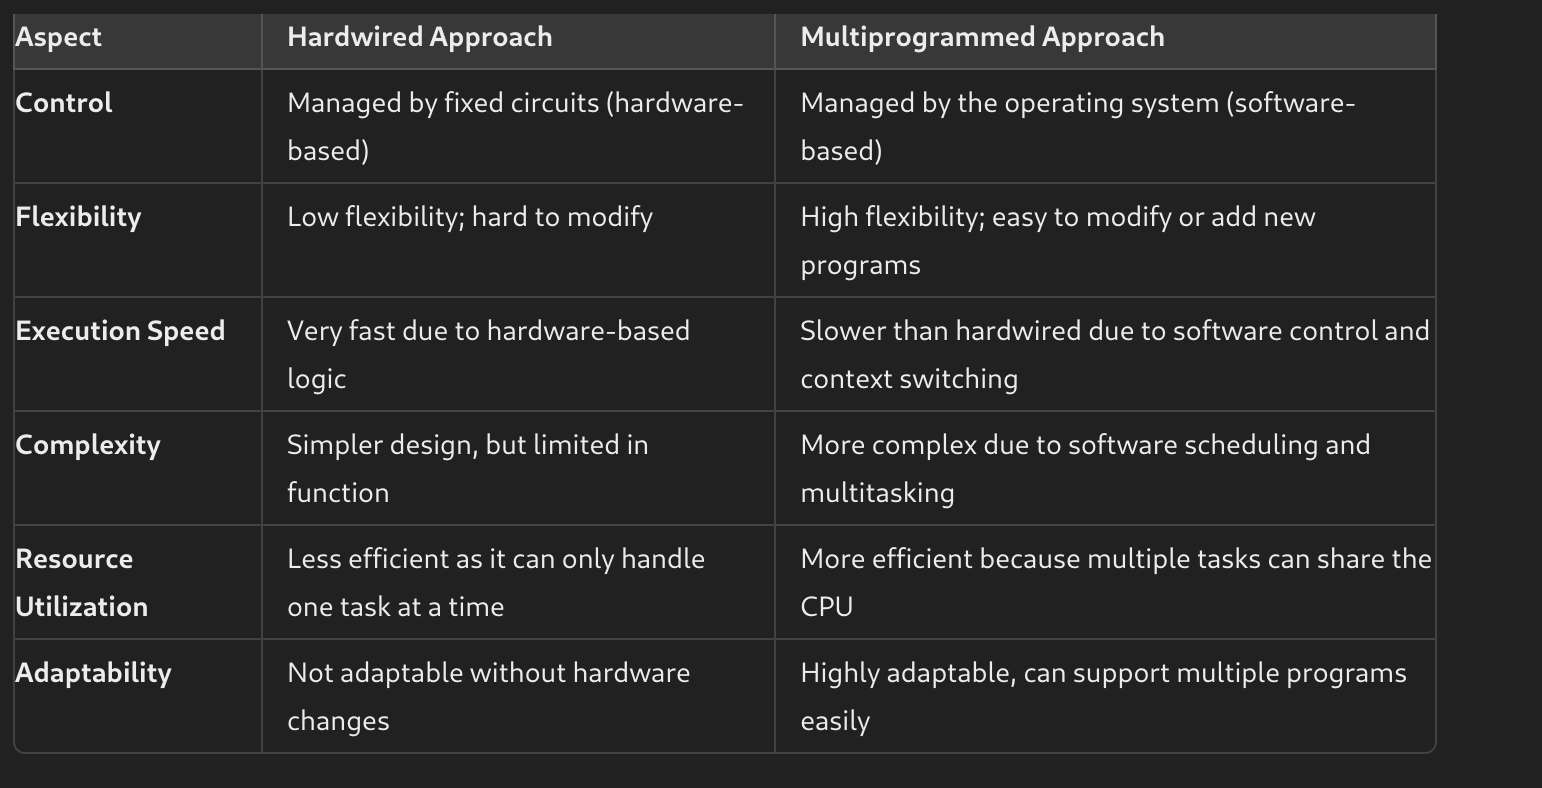 Aspect
Hardwired Approach
Multiprogrammed Approach
Control
Managed by fixed circuits (hardware-
based)
Managed by the operating system (software-
based)
Flexibility
Low flexibility; hard to modify
High flexibility; easy to modify or add new
programs
Execution Speed
Very fast due to hardware-based
logic
Slower than hardwired due to software control and
context switching
Complexity
Simpler design, but limited in
function
More complex due to software scheduling and
multitasking
Resource
Utilization
Less efficient as it can only handle
one task at a time
More efficient because multiple tasks can share the
CPU
Adaptability
Not adaptable without hardware
changes
Highly adaptable, can support multiple programs
easily